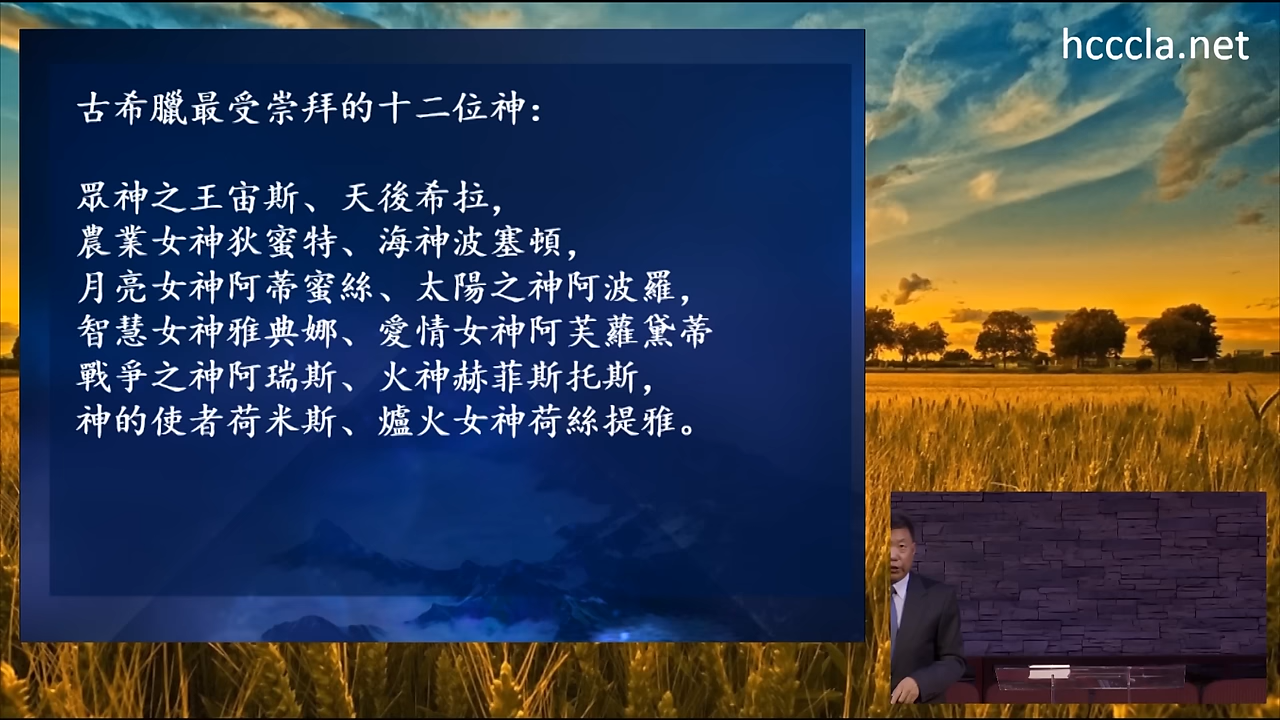 hcccla.net
古希臘最受崇拜的十二位神:
眾神之王宙斯、天後希拉,
農業女神狄蜜特、海神波塞頓,
月亮女神阿蒂蜜絲、太陽之神阿波羅,
智慧女神雅典娜、愛情女神阿芙蘿黛蒂
戰爭之神阿瑞斯、火神赫菲斯托斯,
神的使者荷米斯、爐火女神荷絲提雅。